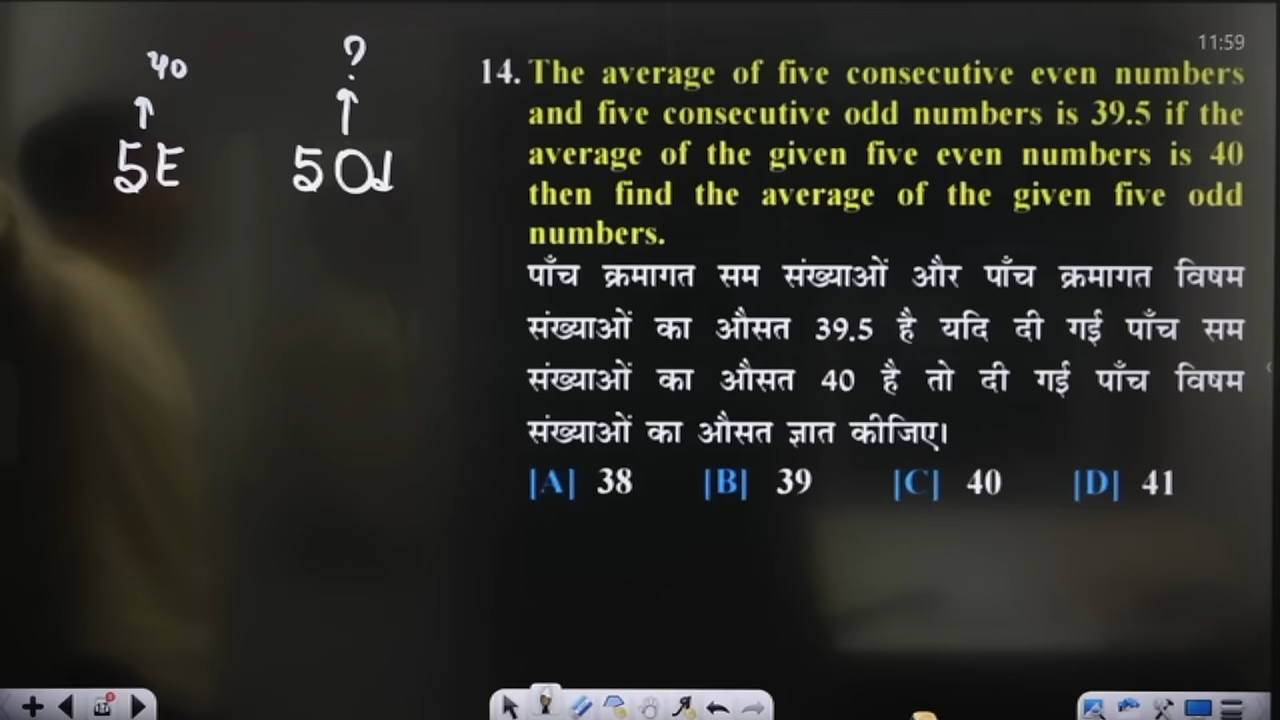 11:59
40
?
5E 5Od
14. The average of five consecutive even numbers
and five consecutive odd numbers is 39.5 if the
average of the given five even numbers is 40
then find the average of the given five odd
numbers.
पाँच क्रमागत सम संख्याओं और पाँच क्रमागत विषम
संख्याओं का औसत 39.5 है यदि दी गई पाँच सम
संख्याओं का औसत 40 है तो दी गई पाँच विषम
संख्याओं का औसत ज्ञात कीजिए।
|A| 38 |B| 39 |C| 40 |D| 41